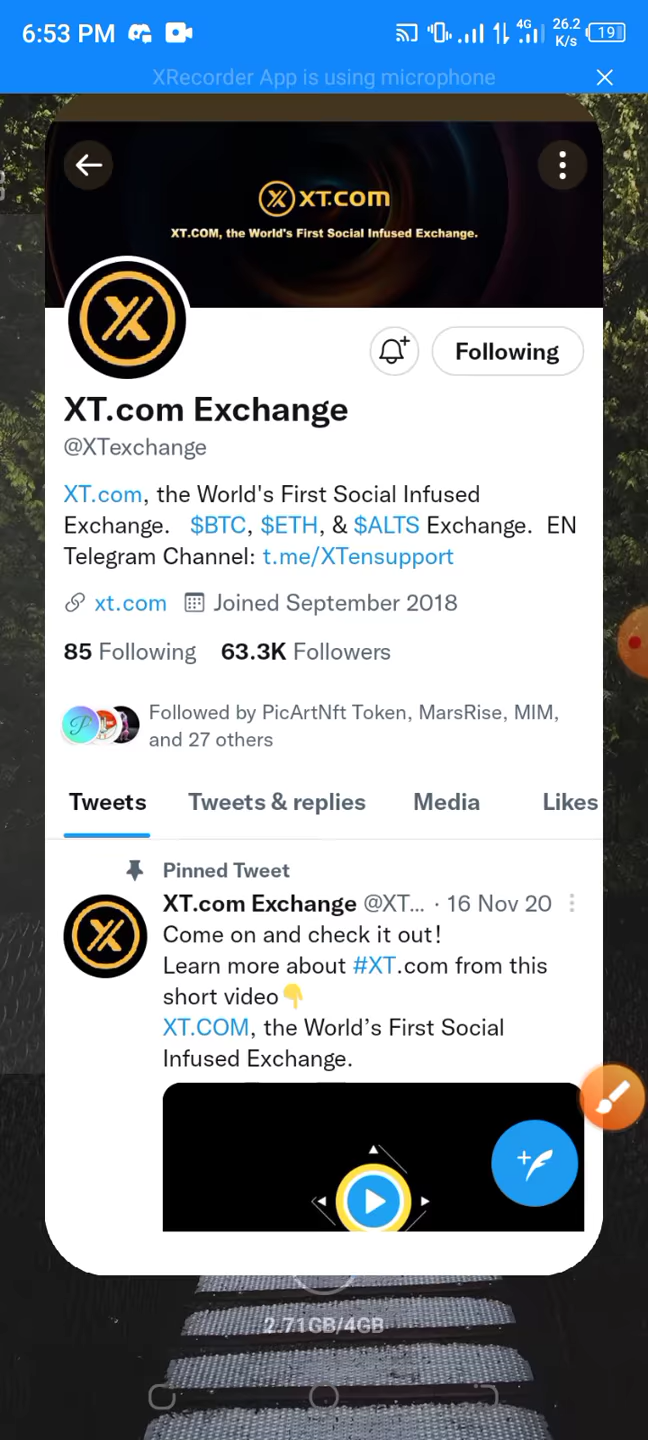 6:53 PM
4G
26.2
K/s
19
XRecorder App is using microphone
XT.COM
XT.COM, the World's First Social Infused Exchange.
Following
XT.com Exchange
@XTexchange
XT.com, the World's First Social Infused
Exchange. $BTC, $ETH, & $ALTS Exchange. EN
Telegram Channel: t.me/XTensupport
xt.com Joined September 2018
85 Following 63.3K Followers
Followed by PicArtNft Token, MarsRise, MIM,
and 27 others
Tweets Tweets & replies Media Likes
Pinned Tweet
XT.com Exchange @XT... · 16 Nov 20
Come on and check it out!
Learn more about #XT.com from this
short video👇
XT.COM, the World’s First Social
Infused Exchange.
2.71GB/4GB